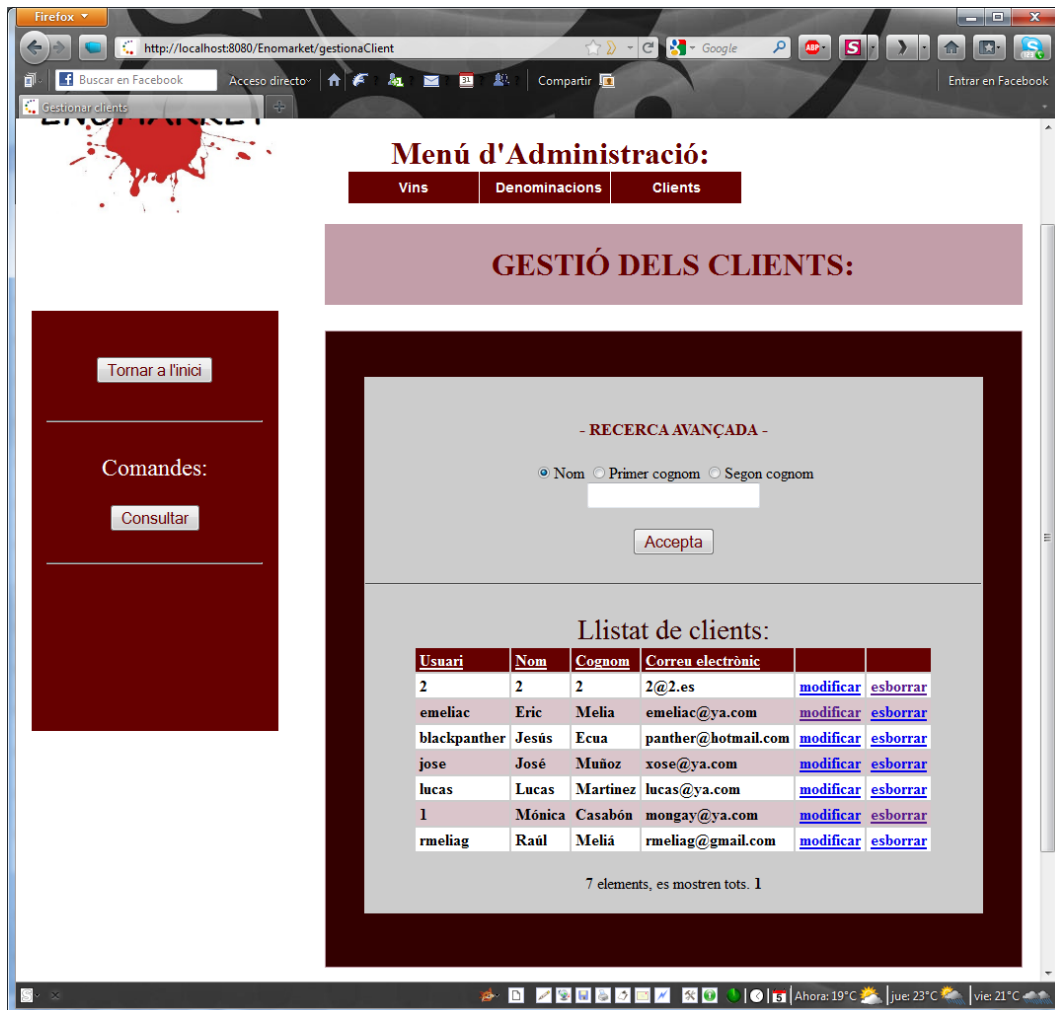 Firefox
http://localhost:8080/Enomarket/gestionaClient
Google
ABP
S
Buscar en Facebook
Acceso directo
31
Compartir
Entrar en Facebook
Gestionar clients
ENOMARKET
Menú d'Administració:
Vins
Denominacions
Clients
GESTIÓ DELS CLIENTS:
Tornar a l'inici
Comandes:
Consultar
- RECERCA AVANÇADA -
Nom Primer cognom Segon cognom
Accepta
Llistat de clients:
Usuari Nom Cognom Correu electrònic
2 2 2 2@2.es modificar esborrar
emeliac Eric Melia emeliac@ya.com modificar esborrar
blackpanther Jesús Ecua panther@hotmail.com modificar esborrar
jose José Muñoz xose@ya.com modificar esborrar
lucas Lucas Martinez lucas@ya.com modificar esborrar
1 Mónica Casabón mongay@ya.com modificar esborrar
rmeliag Raúl Meliá rmeliag@gmail.com modificar esborrar
7 elements, es mostren tots. 1
S
5 Ahora: 19°C jue: 23°C vie: 21°C